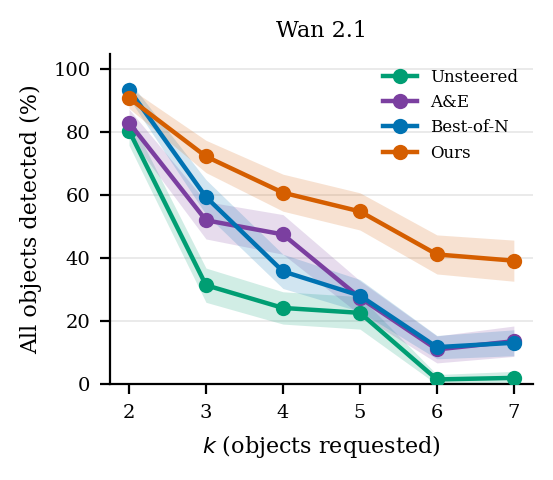 Wan 2.1
All objects detected (%)
100
80
60
40
20
0
Unsteered
A&E
Best-of-N
Ours
2 3 4 5 6 7
k (objects requested)